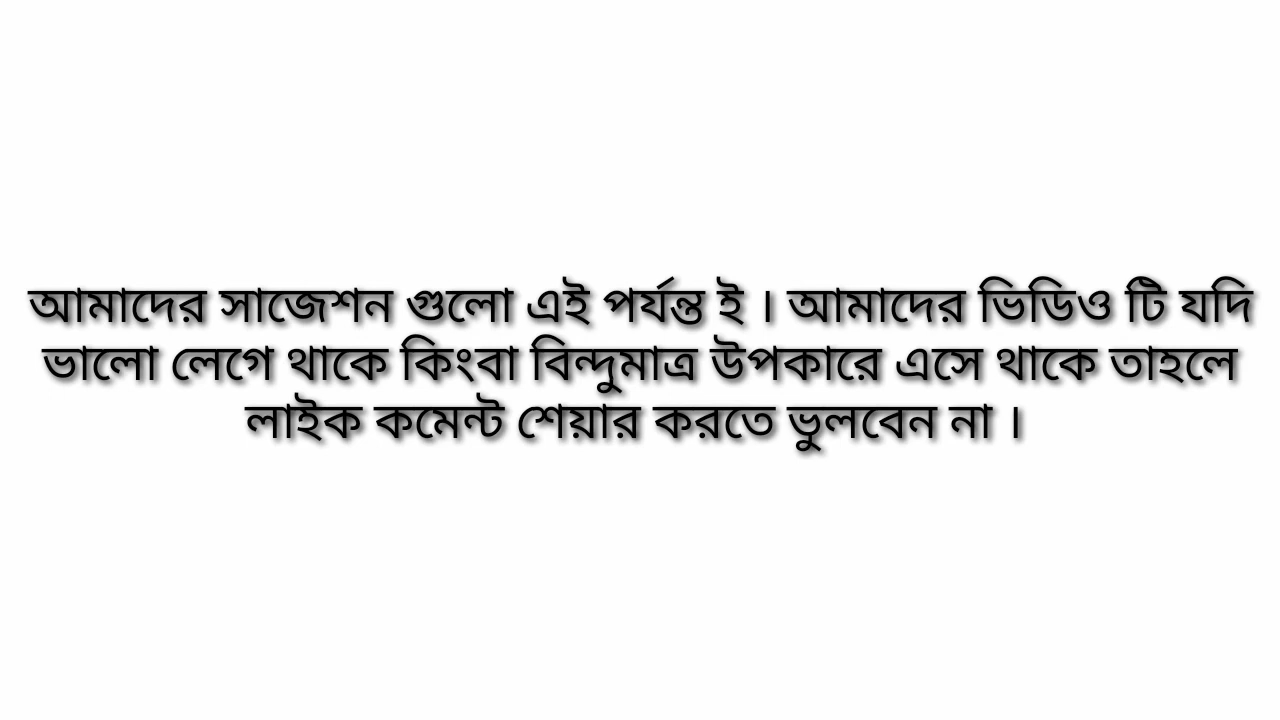 আমাদের সাজেশন গুলো এই পর্যন্ত ই । আমাদের ভিডিও টি যদি
ভালো লেগে থাকে কিংবা বিন্দুমাত্র উপকারে এসে থাকে তাহলে
লাইক কমেন্ট শেয়ার করতে ভুলবেন না ।